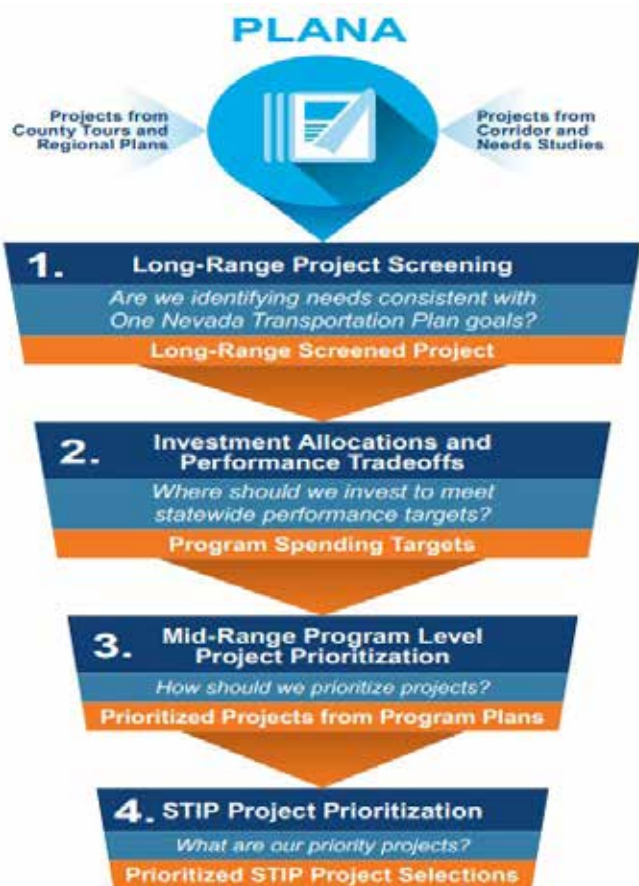 PLANA
Projects from
County Tours and
Regional Plans
Projects from
Corridor and
Needs Studies
1. Long-Range Project Screening
Are we identifying needs consistent with
One Nevada Transportation Plan goals?
Long-Range Screened Project
2. Investment Allocations and
Performance Tradeoffs
Where should we invest to meet
statewide performance targets?
Program Spending Targets
3. Mid-Range Program Level
Project Prioritization
How should we prioritize projects?
Prioritized Projects from Program Plans
4. STIP Project Prioritization
What are our priority projects?
Prioritized STIP Project Selections